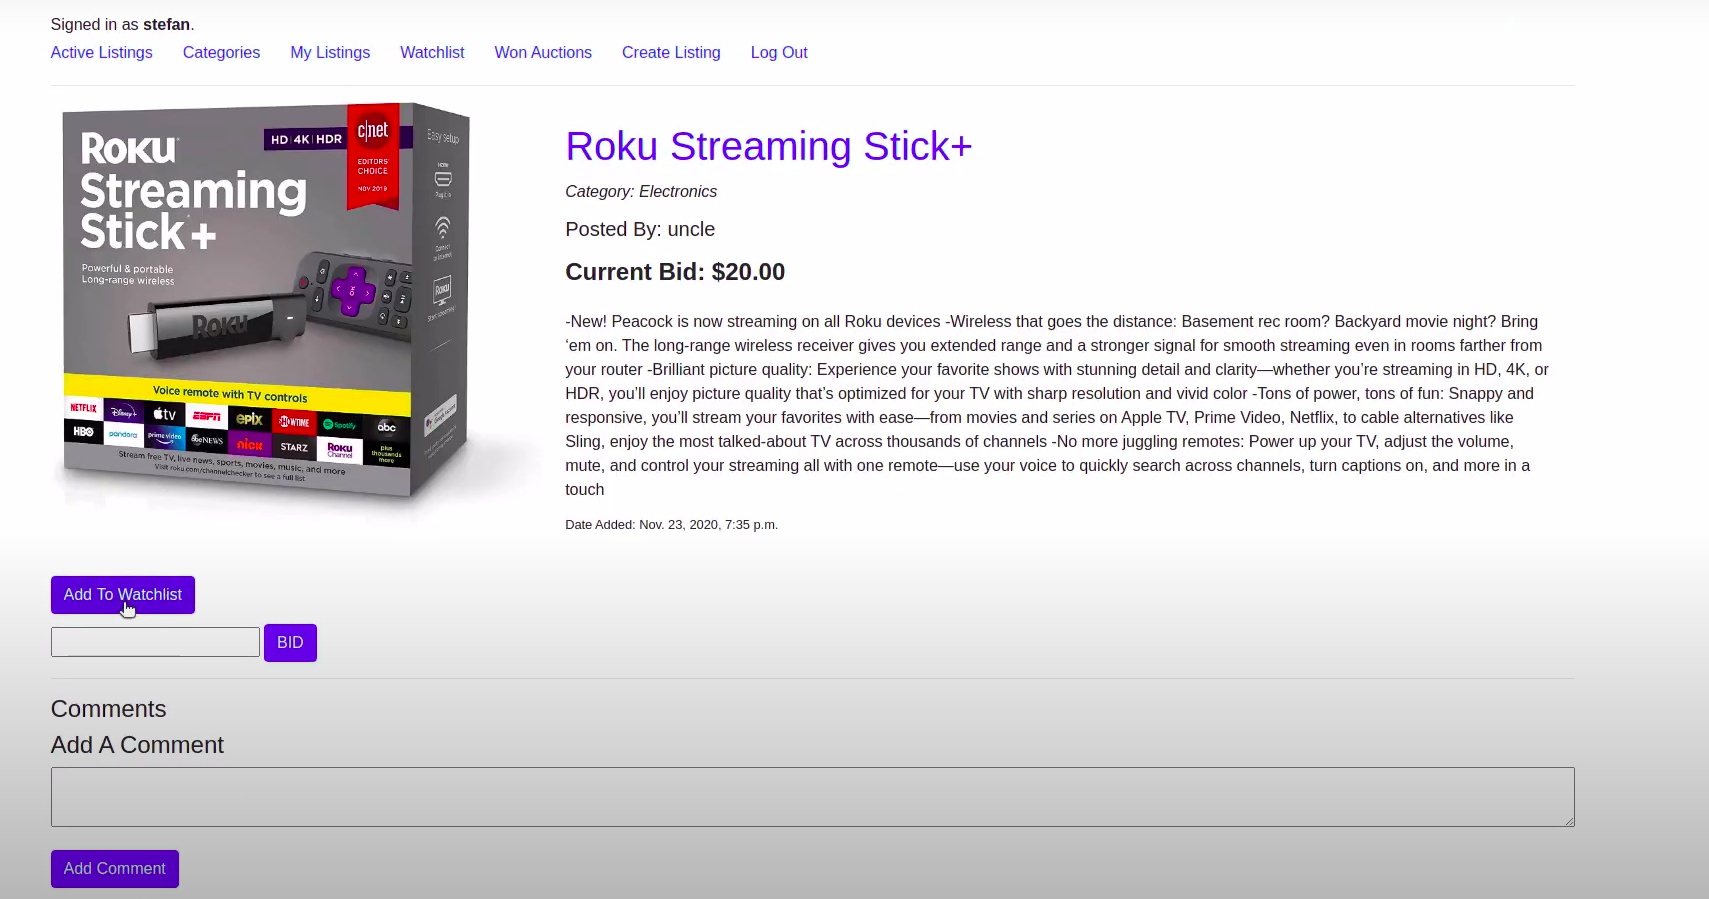 Signed in as stefan.
Active Listings Categories My Listings Watchlist Won Auctions Create Listing Log Out
Roku
Streaming
Stick+
Powerful & portable
Long-range wireless
HD | 4K | HDR
c|net
EDITORS'
CHOICE
NOV 2019
Easy setup
Roku
Voice remote with TV controls
NETFLIX Disney+ tv ESPN epix SHOWTIME Spotify abc
HBO pandora prime video abc NEWS nick STARZ Roku Channel plus thousands more
Stream free TV, live news, sports, movies, music, and more
Visit roku.com/channelchecker to see a full list
Roku Streaming Stick+
Category: Electronics
Posted By: uncle
Current Bid: $20.00
-New! Peacock is now streaming on all Roku devices -Wireless that goes the distance: Basement rec room? Backyard movie night? Bring
‘em on. The long-range wireless receiver gives you extended range and a stronger signal for smooth streaming even in rooms farther from
your router -Brilliant picture quality: Experience your favorite shows with stunning detail and clarity—whether you’re streaming in HD, 4K, or
HDR, you’ll enjoy picture quality that’s optimized for your TV with sharp resolution and vivid color -Tons of power, tons of fun: Snappy and
responsive, you’ll stream your favorites with ease—from movies and series on Apple TV, Prime Video, Netflix, to cable alternatives like
Sling, enjoy the most talked-about TV across thousands of channels -No more juggling remotes: Power up your TV, adjust the volume,
mute, and control your streaming all with one remote—use your voice to quickly search across channels, turn captions on, and more in a
touch
Date Added: Nov. 23, 2020, 7:35 p.m.
Add To Watchlist
BID
Comments
Add A Comment
Add Comment